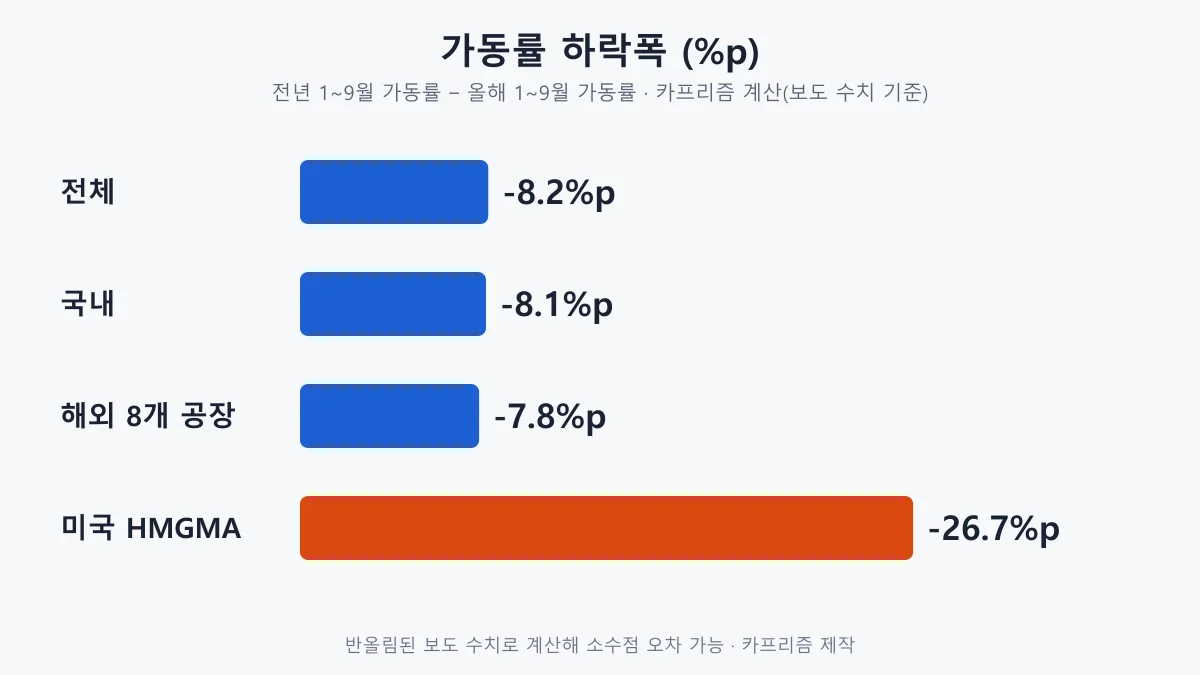 가동률 하락폭 (%p)
전년 1~9월 가동률 – 올해 1~9월 가동률 · 카프리즘 계산(보도 수치 기준)
전체 -8.2%p
국내 -8.1%p
해외 8개 공장 -7.8%p
미국 HMGMA -26.7%p
반올림된 보도 수치로 계산해 소수점 오차 가능 · 카프리즘 제작